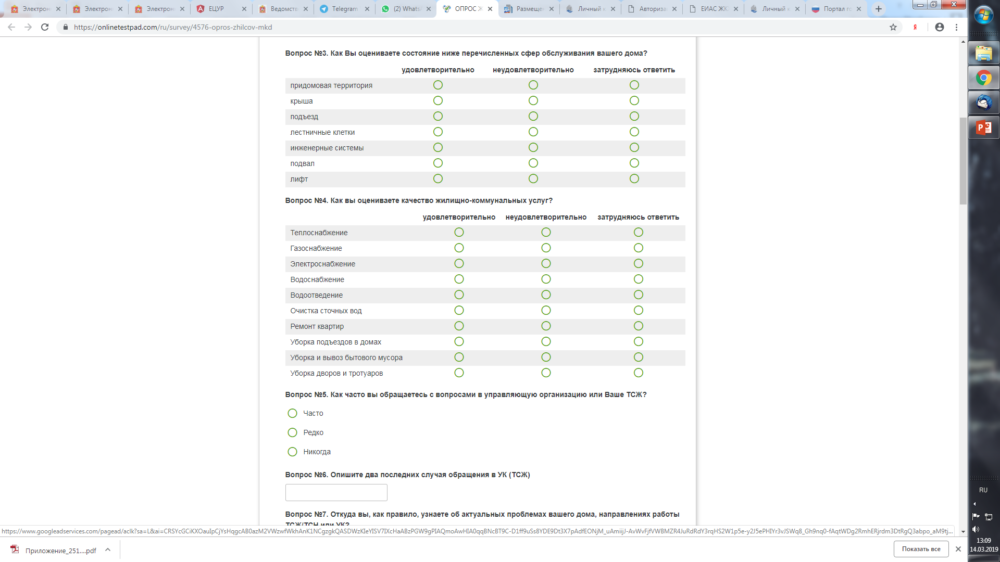 Электрон
Электрон
Электрон
ЕЦУР
Ведомств
Telegram
(2) Whats
ОПРОС Ж
Размеще
Личный к
Авториза
ЕИАС ЖК
Личный к
Портал г
https://onlinetestpad.com/ru/survey/4576-opros-zhilcov-mkd
Вопрос №3. Как Вы оцениваете состояние ниже перечисленных сфер обслуживания вашего дома?
удовлетворительно неудовлетворительно затрудняюсь ответить
придомовая территория
крыша
подъезд
лестничные клетки
инженерные системы
подвал
лифт
Вопрос №4. Как вы оцениваете качество жилищно-коммунальных услуг?
удовлетворительно неудовлетворительно затрудняюсь ответить
Теплоснабжение
Газоснабжение
Электроснабжение
Водоснабжение
Водоотведение
Очистка сточных вод
Ремонт квартир
Уборка подъездов в домах
Уборка и вывоз бытового мусора
Уборка дворов и тротуаров
Вопрос №5. Как часто вы обращаетесь с вопросами в управляющую организацию или Ваше ТСЖ?
Часто
Редко
Никогда
Вопрос №6. Опишите два последних случая обращения в УК (ТСЖ)
Вопрос №7. Откуда вы, как правило, узнаете об актуальных проблемах вашего дома, направлениях работы
ТСЖ/ТСН или УК?
Приложение_251....pdf
Показать все
RU
13:09
14.03.2019